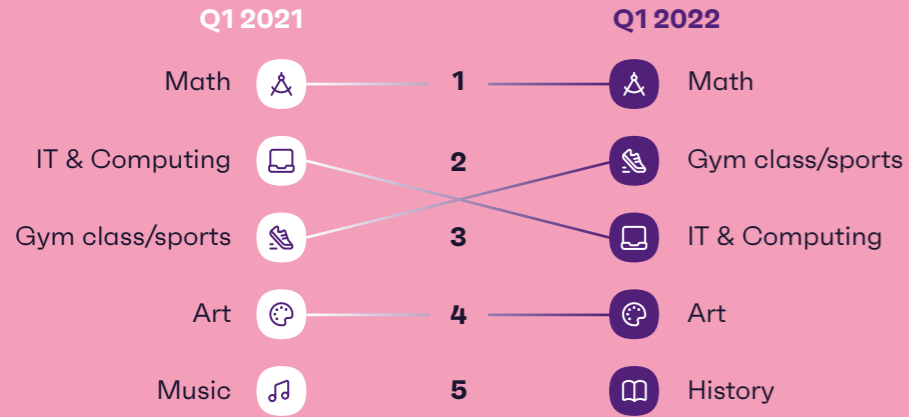 Q1 2021 Q1 2022
Math 1 Math
IT & Computing 2 Gym class/sports
Gym class/sports 3 IT & Computing
Art 4 Art
Music 5 History